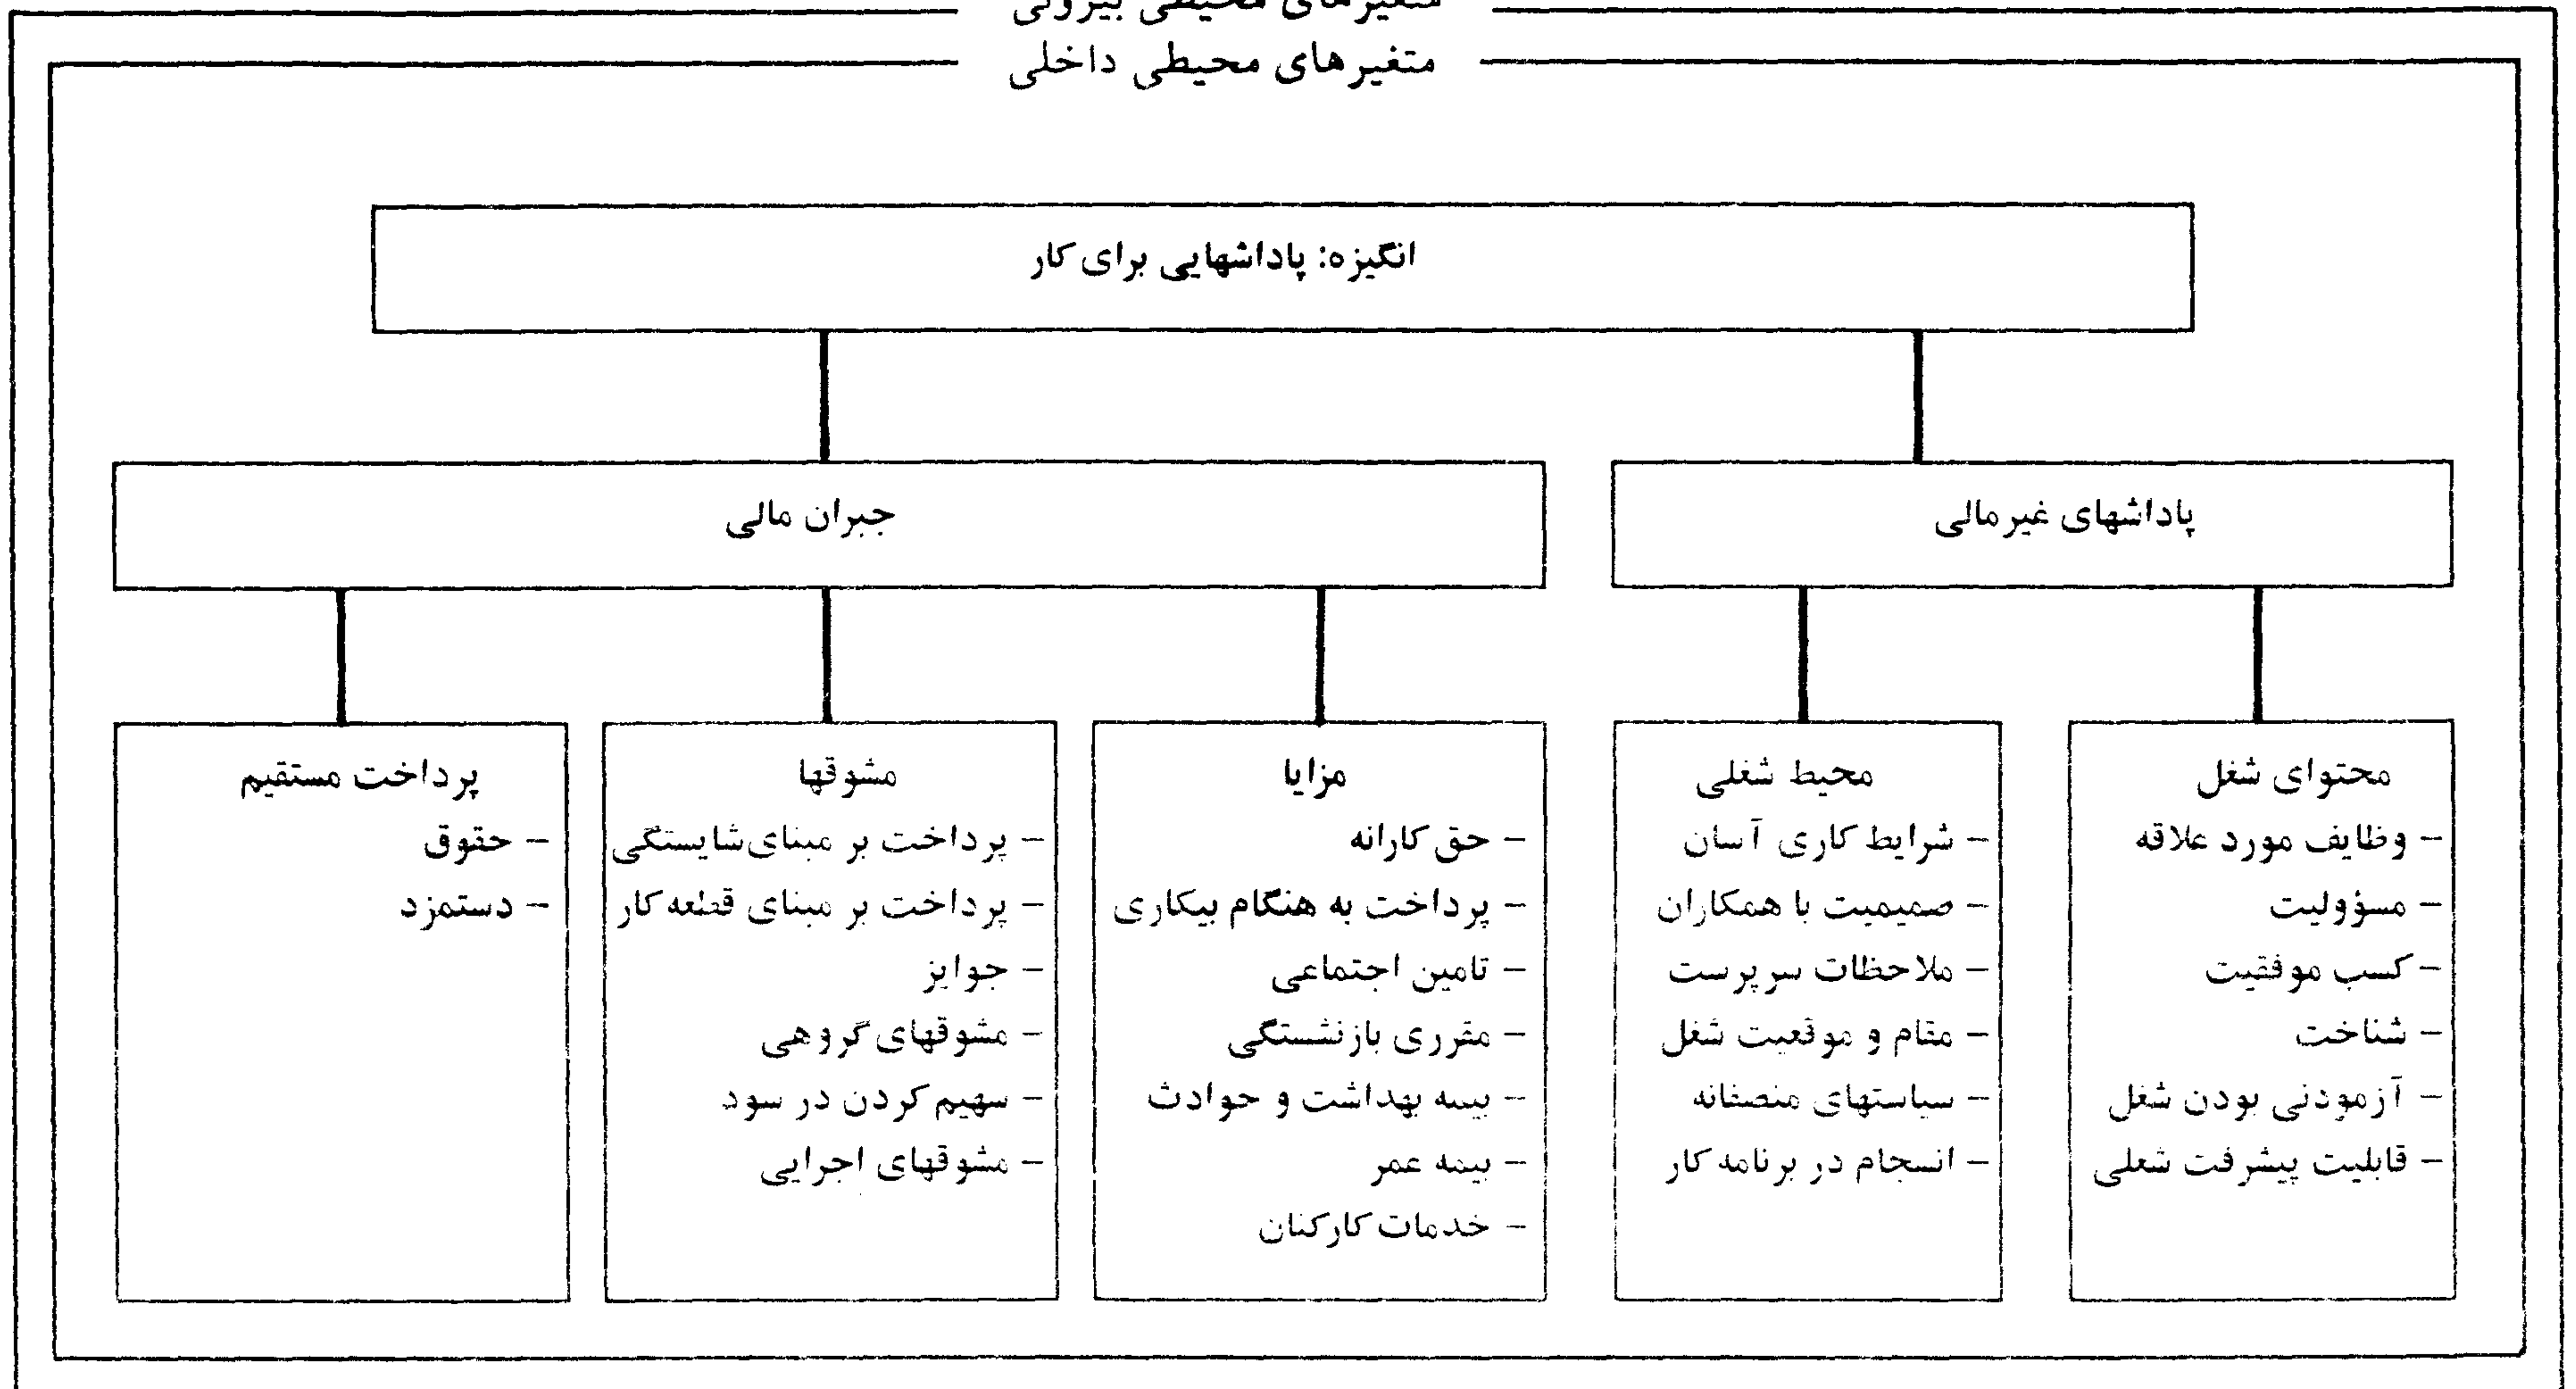 متغیرهای محیطی بیرونی
متغیرهای محیطی داخلی
انگیزه: پاداشهایی برای کار
پاداشهای غیرمالی
جبران مالی
محتوای شغل
– وظایف مورد علاقه
– مسؤولیت
– کسب موفقیت
– شناخت
– آزمودنی بودن شغل
– قابلیت پیشرفت شغلی
محیط شغلی
– شرایط کاری آسان
– صمیمیت با همکاران
– ملاحظات سرپرست
– مقام و موقعیت شغل
– سیاستهای منصفانه
– انسجام در برنامه کار
مزایا
– حق کارانه
– پرداخت به هنگام بیکاری
– تامین اجتماعی
– مقرری بازنشستگی
– بیمه بهداشت و حوادث
– بیمه عمر
– خدمات کارکنان
مشوقها
– پرداخت بر مبنای شایستگی
– پرداخت بر مبنای قطعه کار
– جوایز
– مشوقهای گروهی
– سهیم کردن در سود
– مشوقهای اجرایی
پرداخت مستقیم
– حقوق
– دستمزد